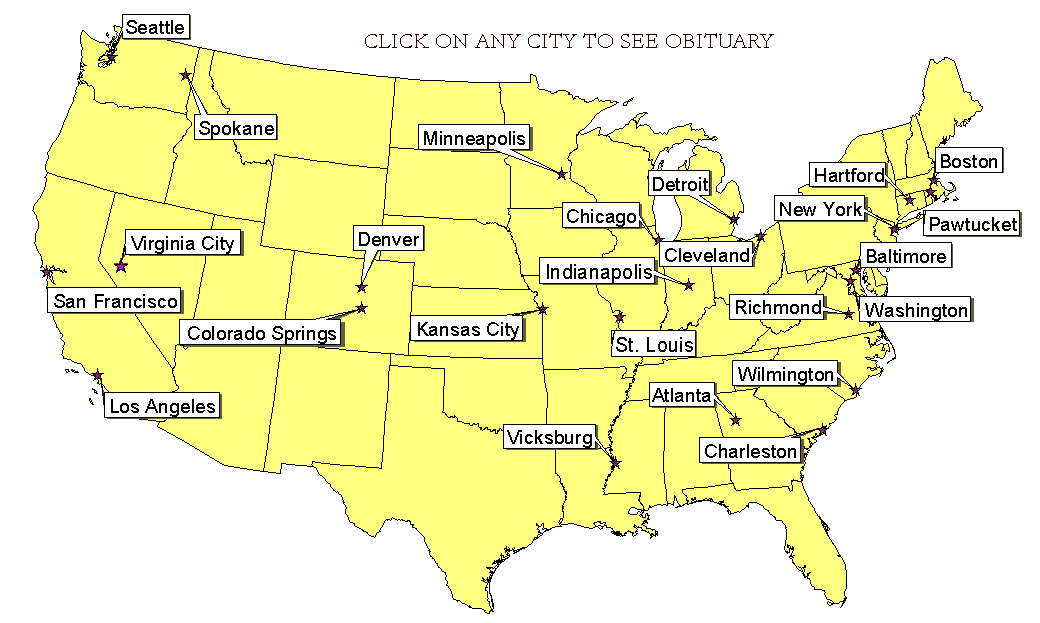 Seattle
CLICK ON ANY CITY TO SEE OBITUARY
Spokane
Minneapolis
Boston
Hartford
Detroit
New York
Chicago
Pawtucket
Denver
Virginia City
Cleveland
Baltimore
Indianapolis
San Francisco
Richmond
Washington
Kansas City
Colorado Springs
St. Louis
Wilmington
Atlanta
Los Angeles
Vicksburg
Charleston